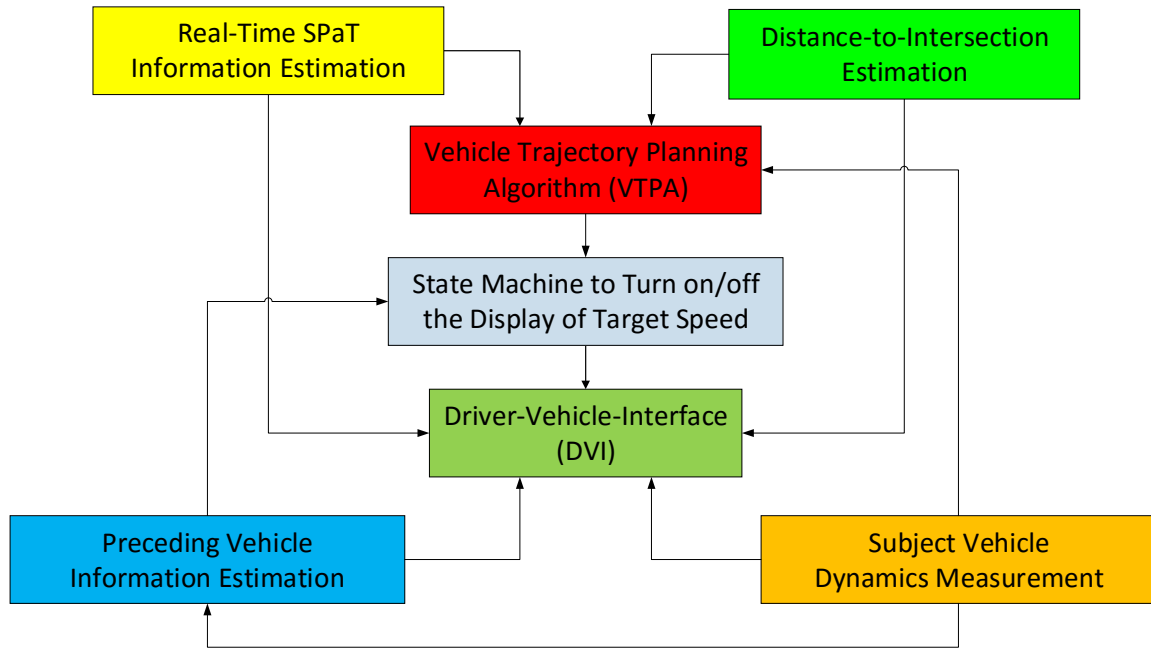 Real-Time SPaT
Information Estimation
Distance-to-Intersection
Estimation
Vehicle Trajectory Planning
Algorithm (VTPA)
State Machine to Turn on/off
the Display of Target Speed
Driver-Vehicle-Interface
(DVI)
Preceding Vehicle
Information Estimation
Subject Vehicle
Dynamics Measurement